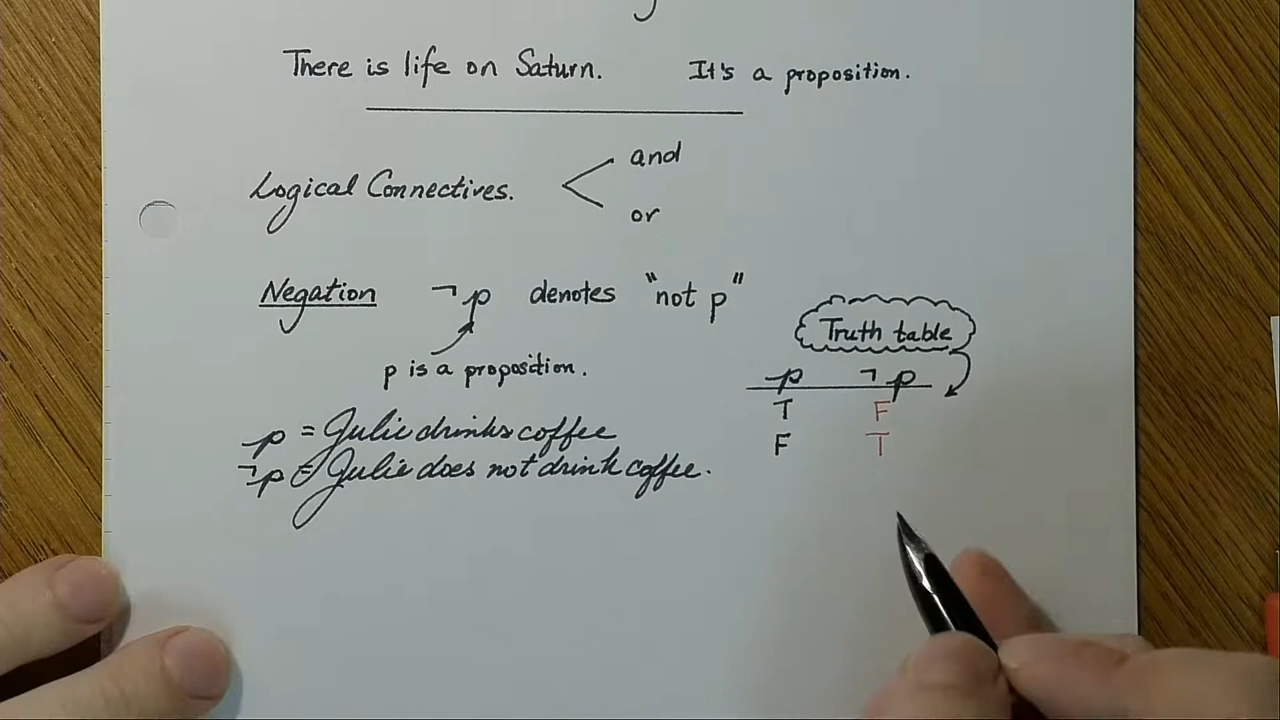 There is life on Saturn. It's a proposition.
Logical Connectives. and
or
Negation ¬p denotes "not p"
p is a proposition.
Truth table
p ¬p
T F
F T
p = Julie drinks coffee
¬p = Julie does not drink coffee.